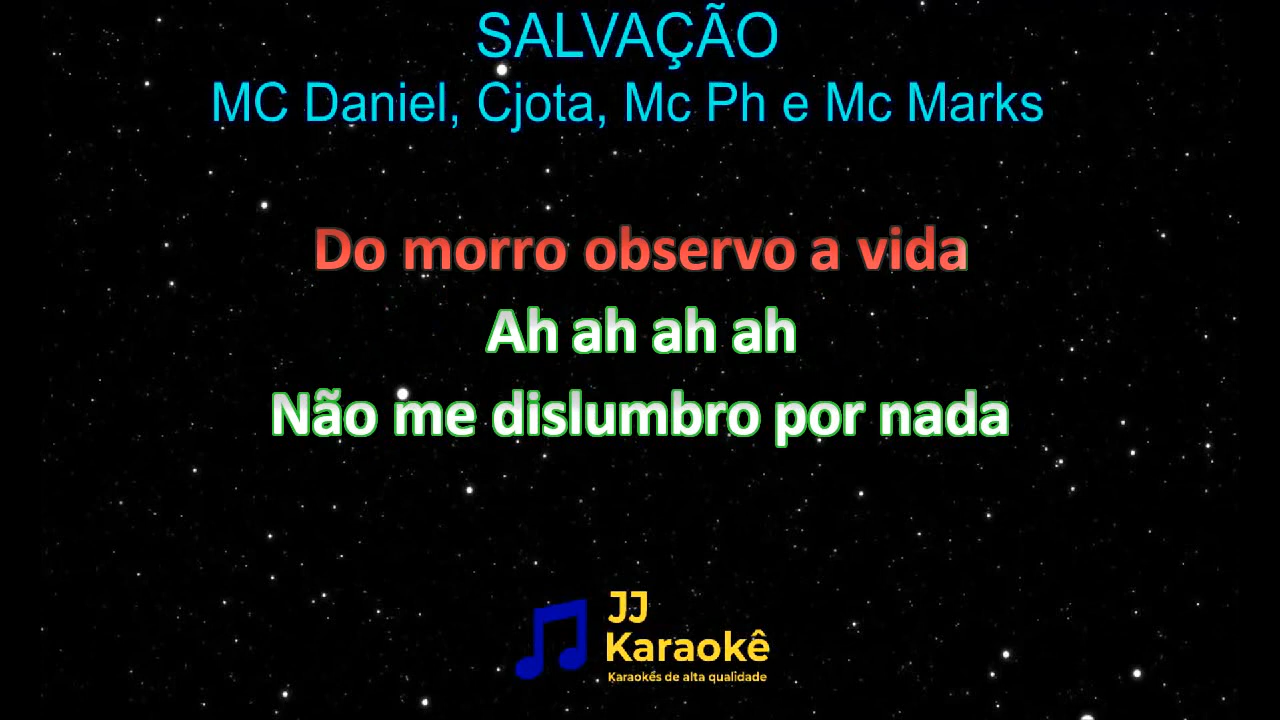 SALVAÇÃO
MC Daniel, Cjota, Mc Ph e Mc Marks
Do morro observo a vida
Ah ah ah ah
Não me dislumbro por nada
JJ
Karaokê
Karaokês de alta qualidade